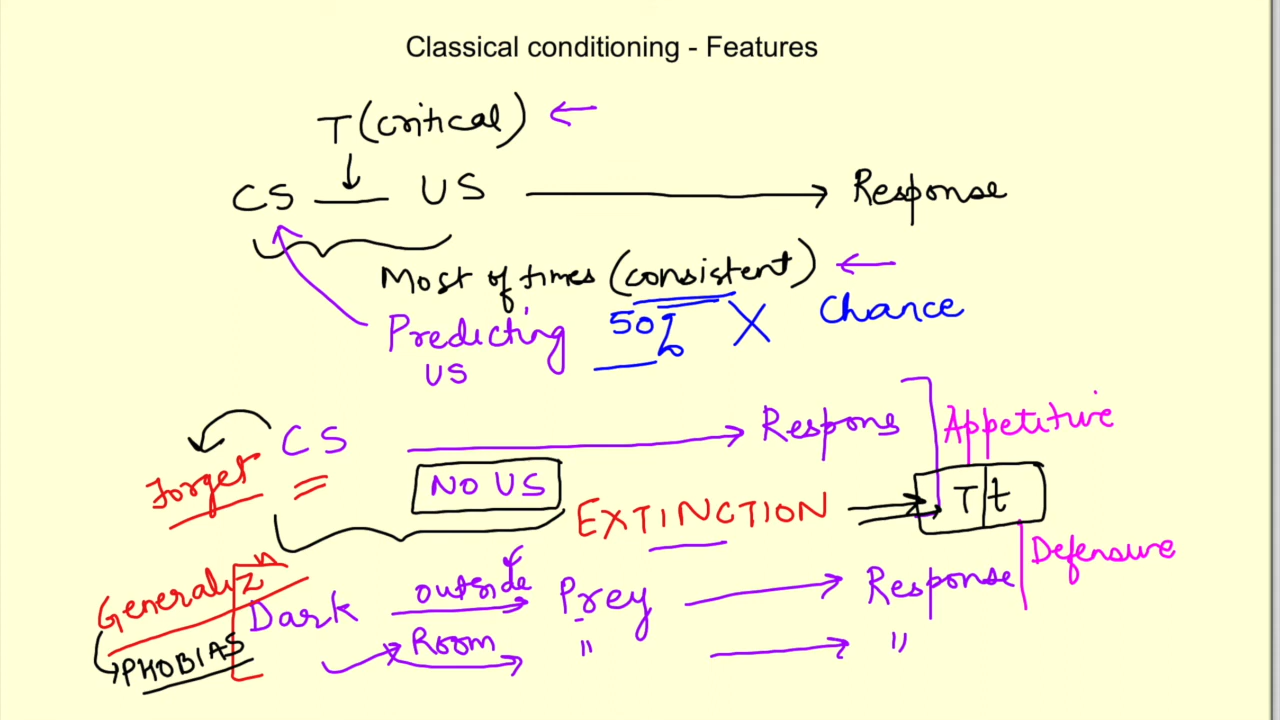 Classical conditioning - Features
T (critical)
CS US Response
Most of times (consistent)
Predicting 50% X Chance
US
CS Respons Appetitive
Forget NO US T t
EXTINCTION
Defensive
Generalizn Dark outside Prey Response
PHOBIAS Room " "